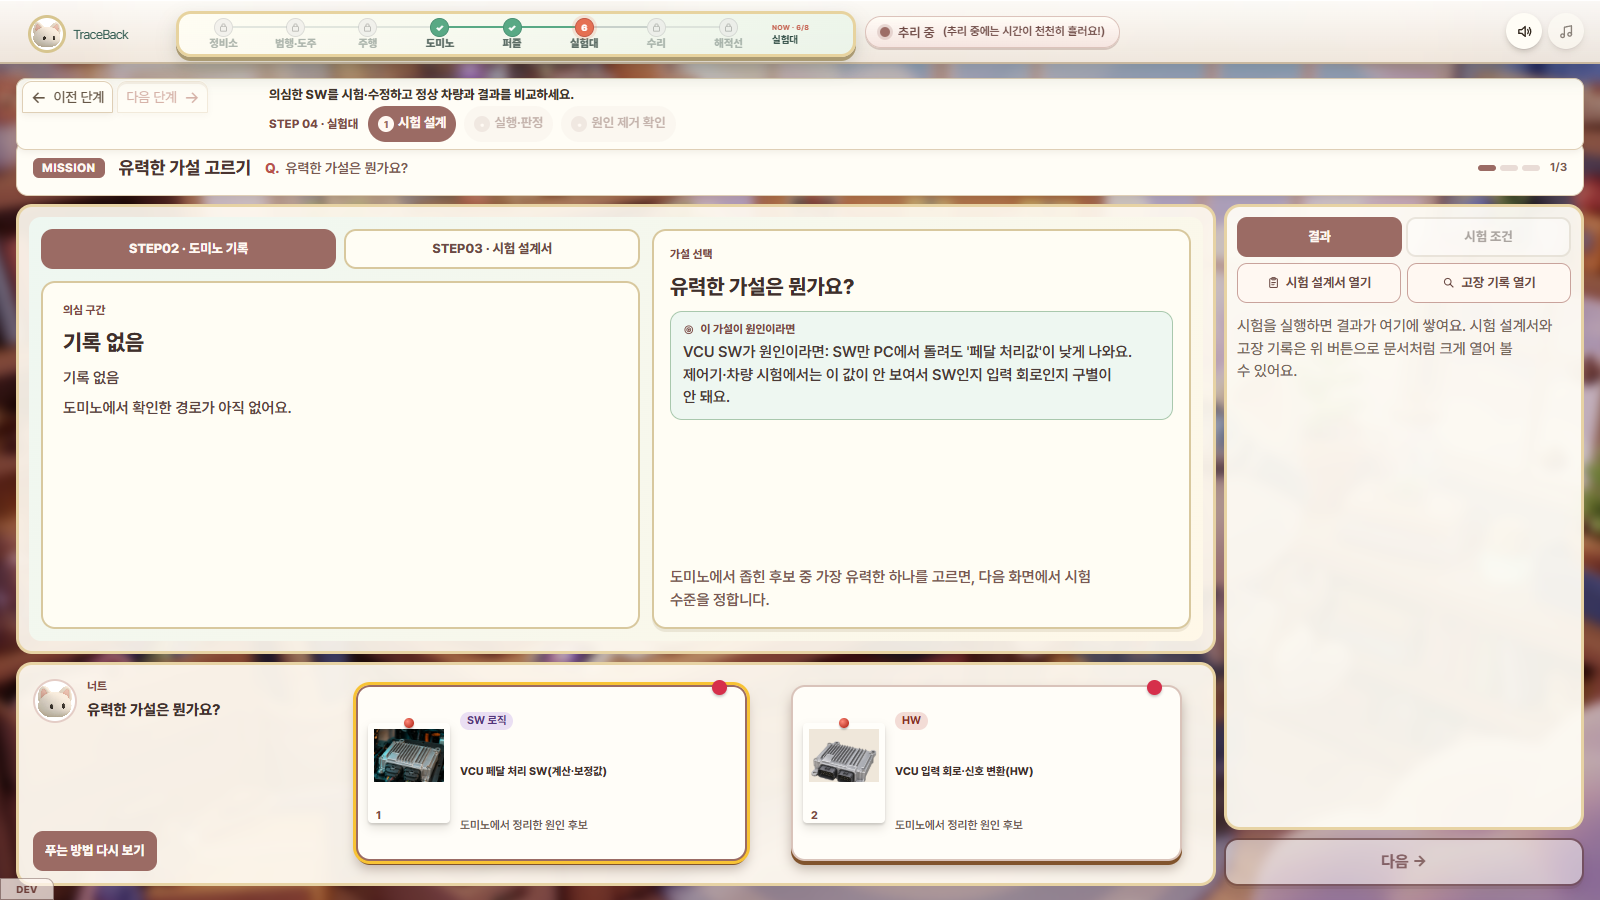 TraceBack
정비소
범행·도주
주행
도미노
퍼즐
6
실험대
수리
해적선
NOW · 6/8
실험대
추리 중 (추리 중에는 시간이 천천히 흘러요!)
← 이전 단계
다음 단계 →
의심한 SW를 시험·수정하고 정상 차량과 결과를 비교하세요.
STEP 04 · 실험대
1 시험 설계
실행·판정
원인 제거 확인
MISSION 유력한 가설 고르기 Q. 유력한 가설은 뭔가요?
1/3
STEP02 · 도미노 기록
STEP03 · 시험 설계서
의심 구간
기록 없음
기록 없음
도미노에서 확인한 경로가 아직 없어요.
가설 선택
유력한 가설은 뭔가요?
이 가설이 원인이라면
VCU SW가 원인이라면: SW만 PC에서 돌려도 '페달 처리값'이 낮게 나와요.
제어기·차량 시험에서는 이 값이 안 보여서 SW인지 입력 회로인지 구별이
안 돼요.
도미노에서 좁힌 후보 중 가장 유력한 하나를 고르면, 다음 화면에서 시험
수준을 정합니다.
결과
시험 조건
시험 설계서 열기
고장 기록 열기
시험을 실행하면 결과가 여기에 쌓여요. 시험 설계서와
고장 기록은 위 버튼으로 문서처럼 크게 열어 볼
수 있어요.
너트
유력한 가설은 뭔가요?
푸는 방법 다시 보기
SW 로직
VCU 페달 처리 SW(계산·보정값)
1
도미노에서 정리한 원인 후보
HW
VCU 입력 회로·신호 변환(HW)
2
도미노에서 정리한 원인 후보
다음 →
DEV